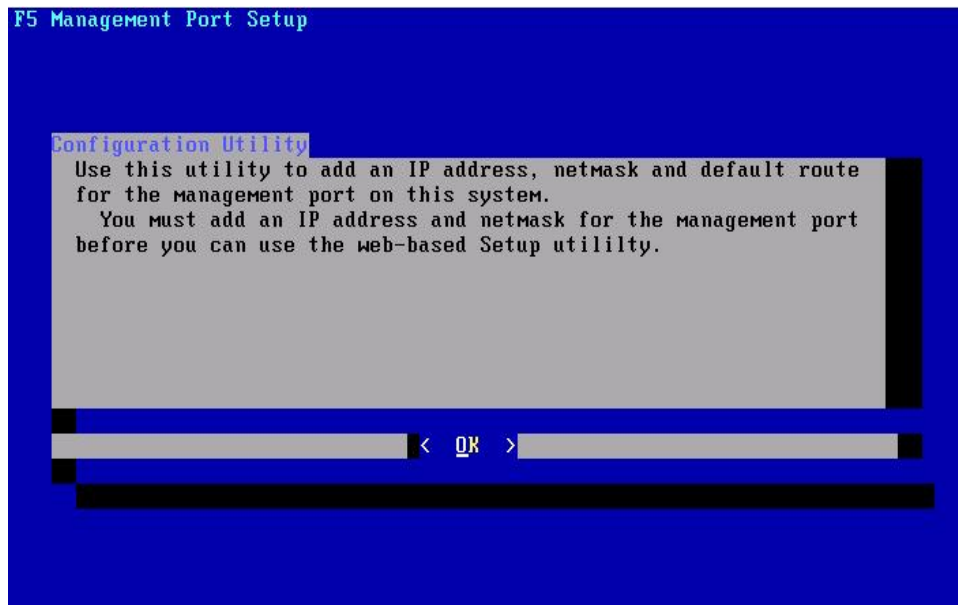 F5 Management Port Setup
Configuration Utility
Use this utility to add an IP address, netmask and default route
for the management port on this system.
You must add an IP address and netmask for the management port
before you can use the web-based Setup utililty.
< OK >